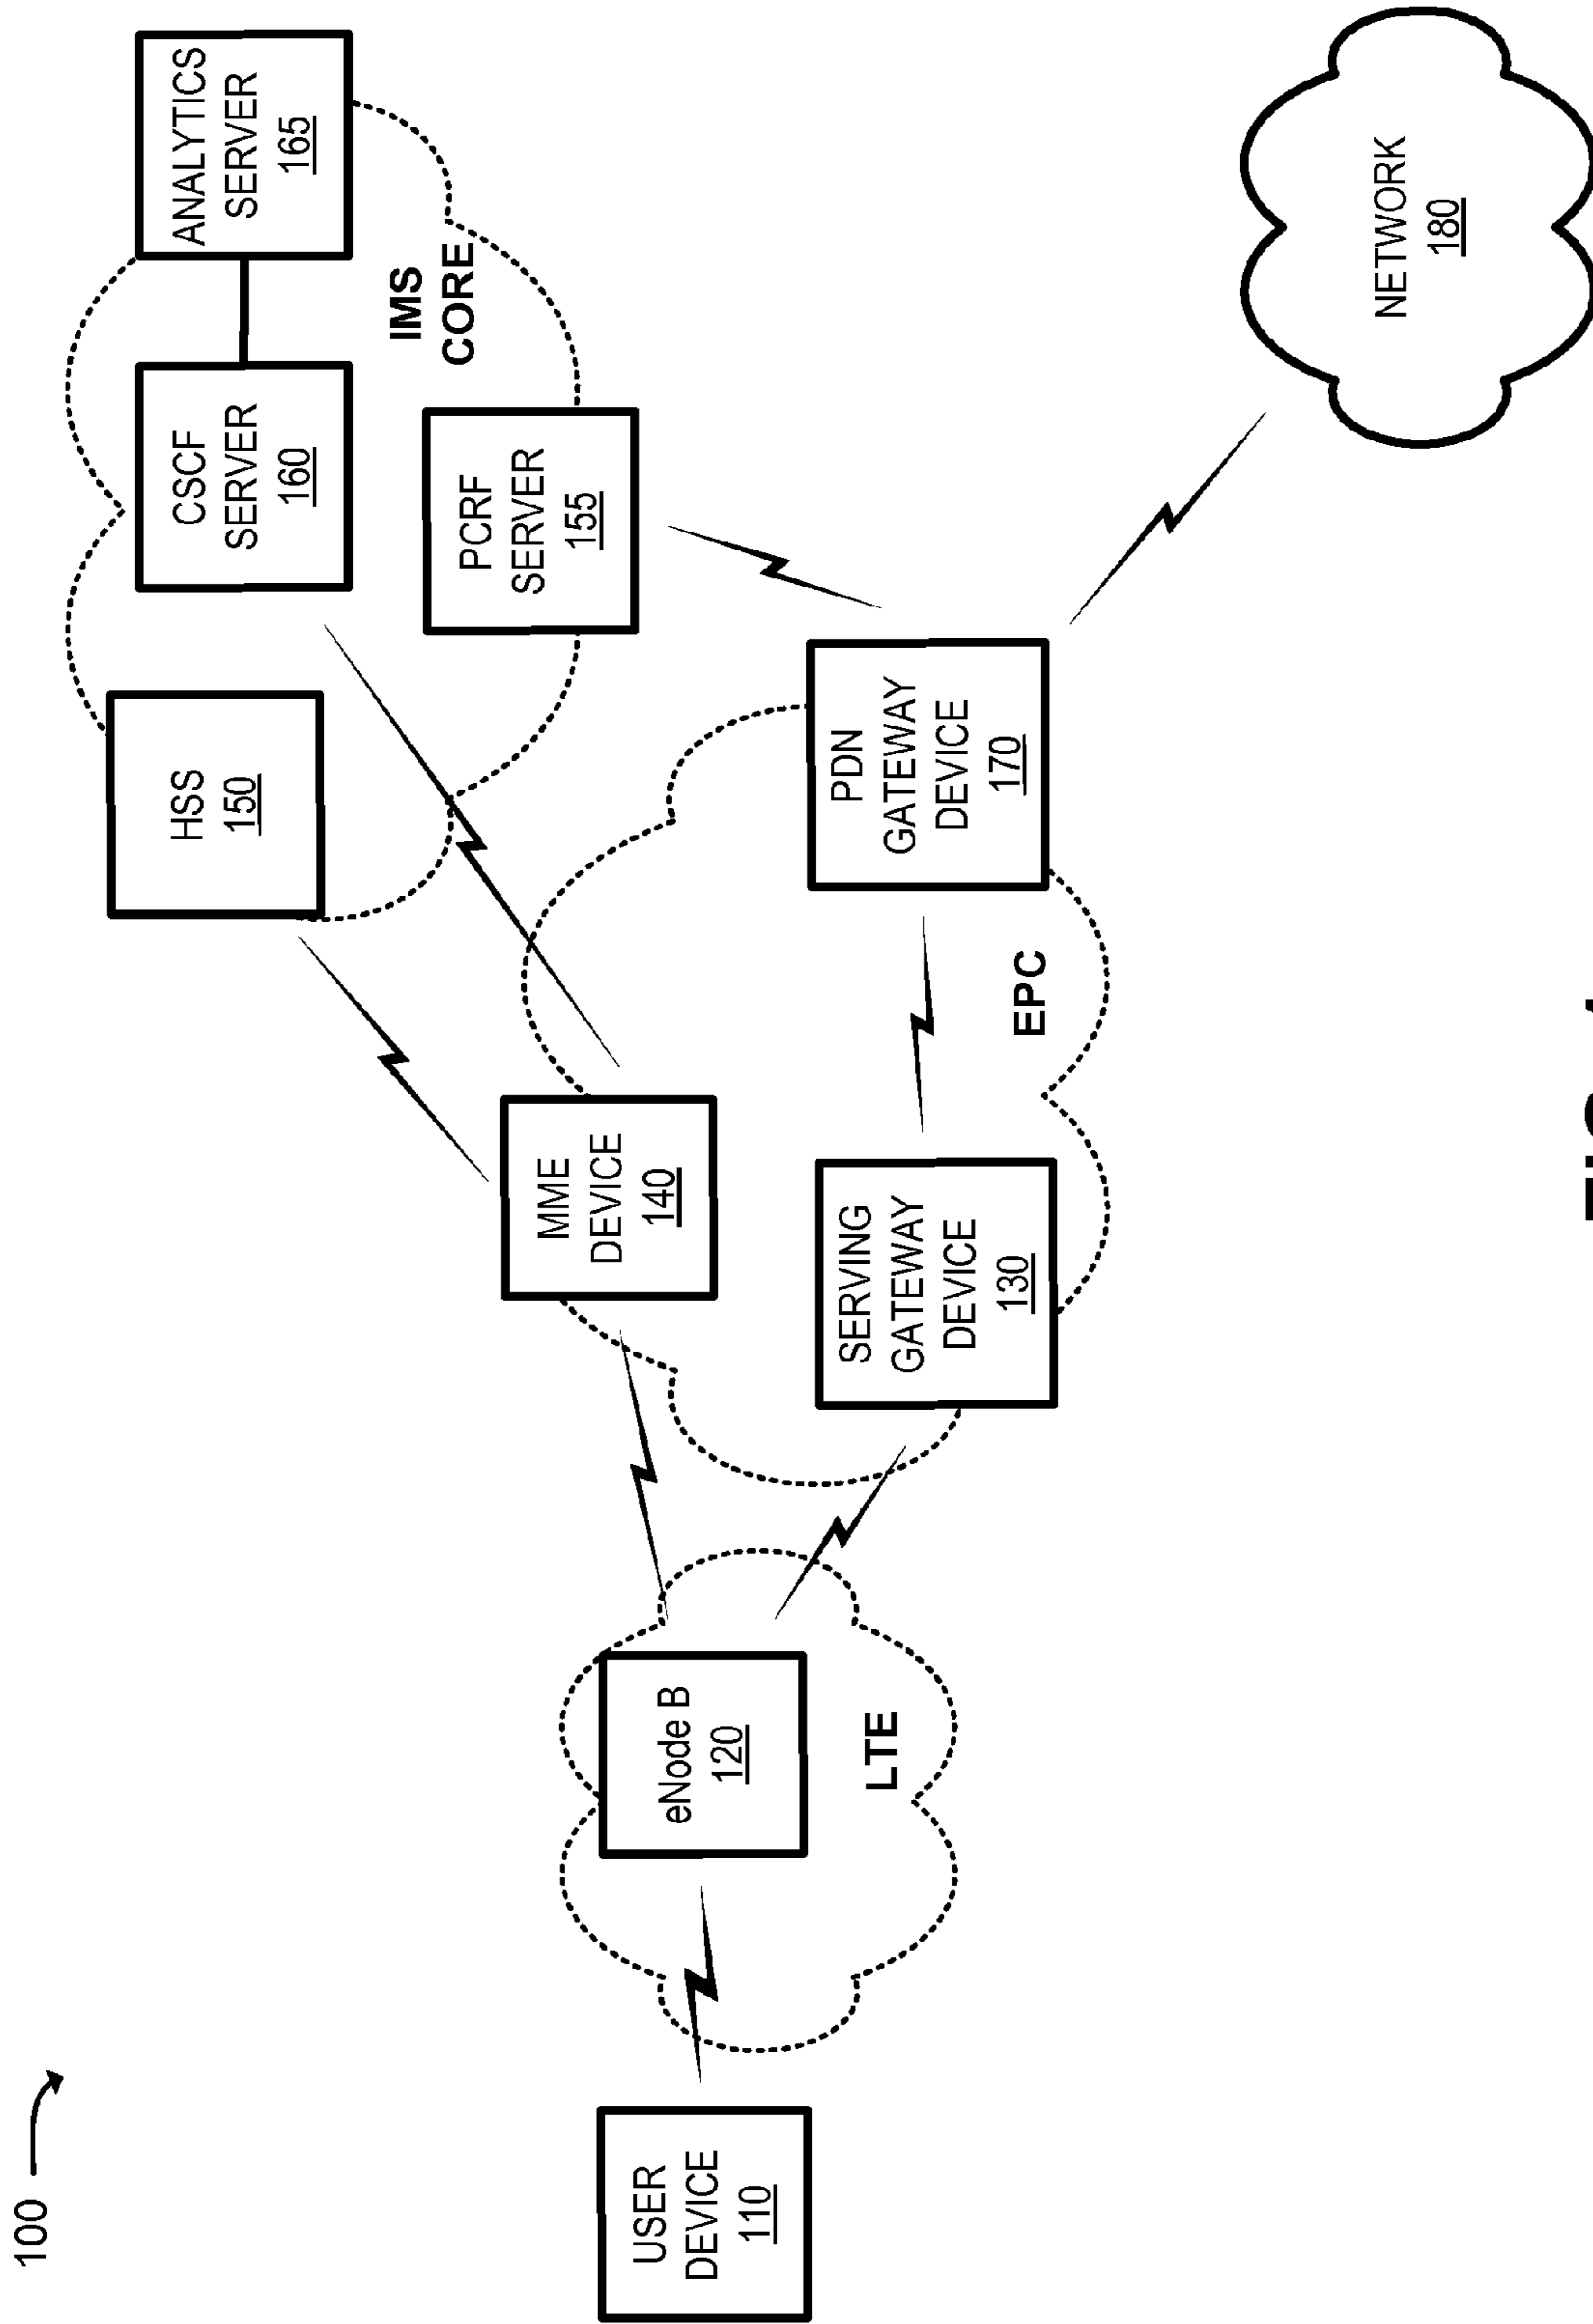 100
USER
DEVICE
110
eNode B
120
LTE
MME
DEVICE
140
SERVING
GATEWAY
DEVICE
130
EPC
PDN
GATEWAY
DEVICE
170
HSS
150
CSCF
SERVER
160
ANALYTICS
SERVER
165
IMS
CORE
PCRF
SERVER
155
NETWORK
180